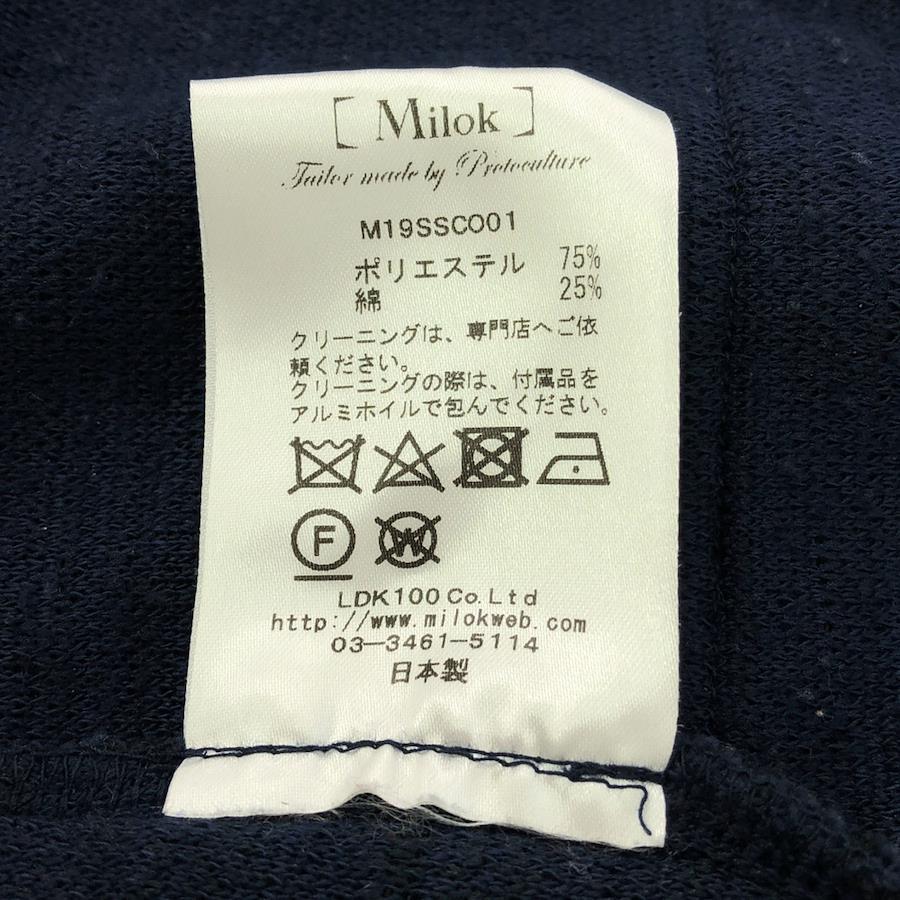 [ Milok ]
Tailor made by Protoculture
M19SSCO01
ポリエステル 75%
綿 25%
クリーニングは、専門店へご依
頼ください。
クリーニングの際は、付属品を
アルミホイルで包んでください。
F W
LDK100 Co.Ltd
http://www.milokweb.com
03-3461-5114
日本製